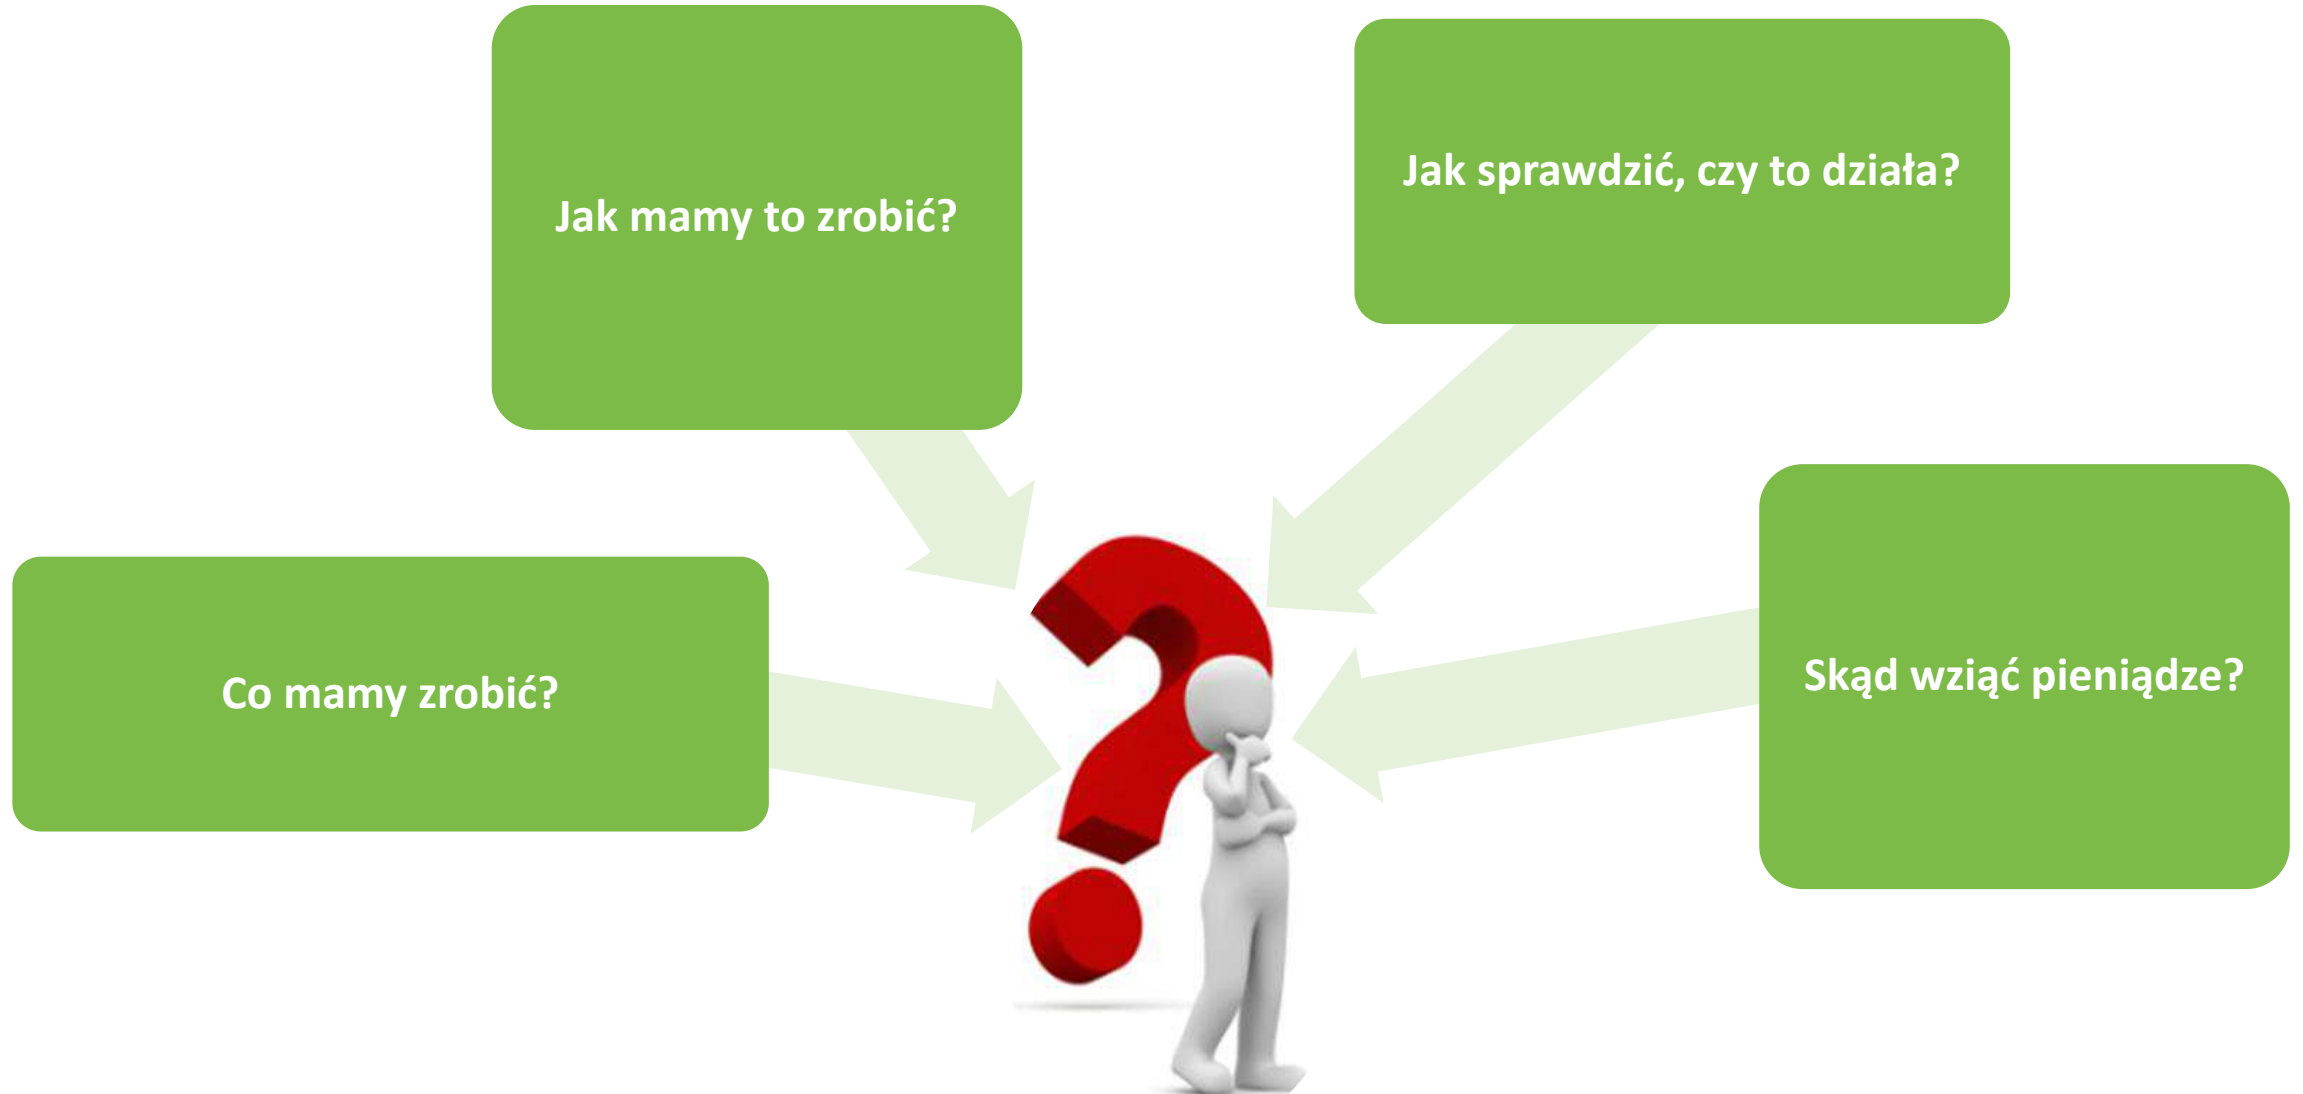 Jak mamy to zrobić?
Jak sprawdzić, czy to działa?
Co mamy zrobić?
Skąd wziąć pieniądze?